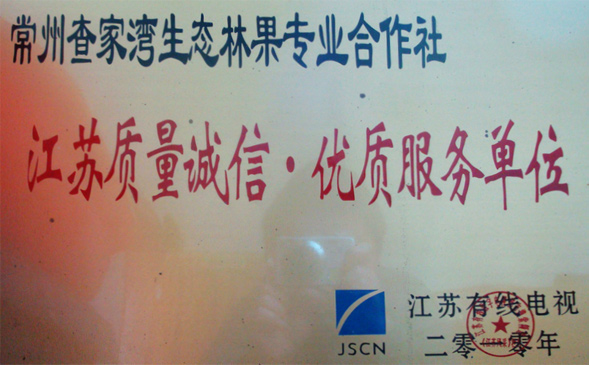 常州查家湾生态林果专业合作社
江苏质量诚信·优质服务单位
JSCN
江苏有线电视
二零一零年